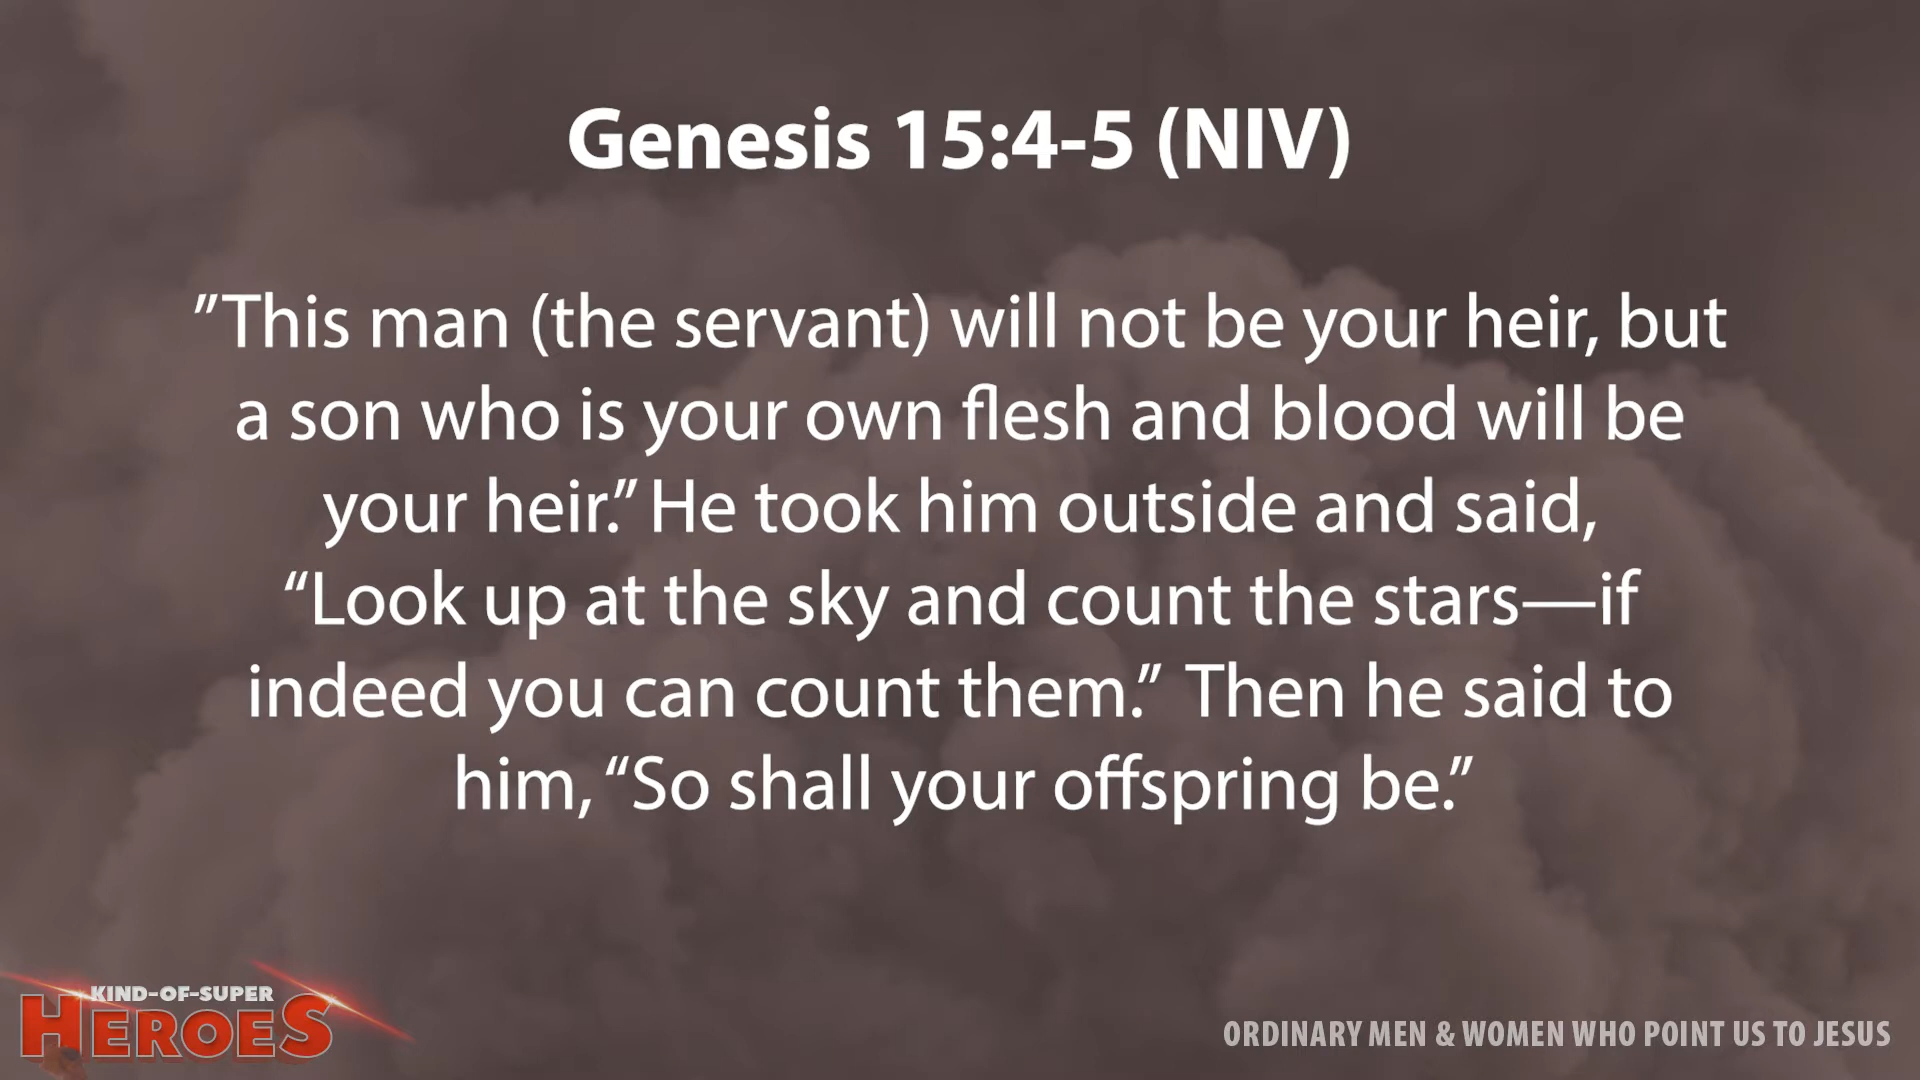 Genesis 15:4-5 (NIV)
”This man (the servant) will not be your heir, but
a son who is your own flesh and blood will be
your heir.” He took him outside and said,
“Look up at the sky and count the stars—if
indeed you can count them.” Then he said to
him, “So shall your offspring be.”
KIND-OF-SUPER
HEROES
ORDINARY MEN & WOMEN WHO POINT US TO JESUS